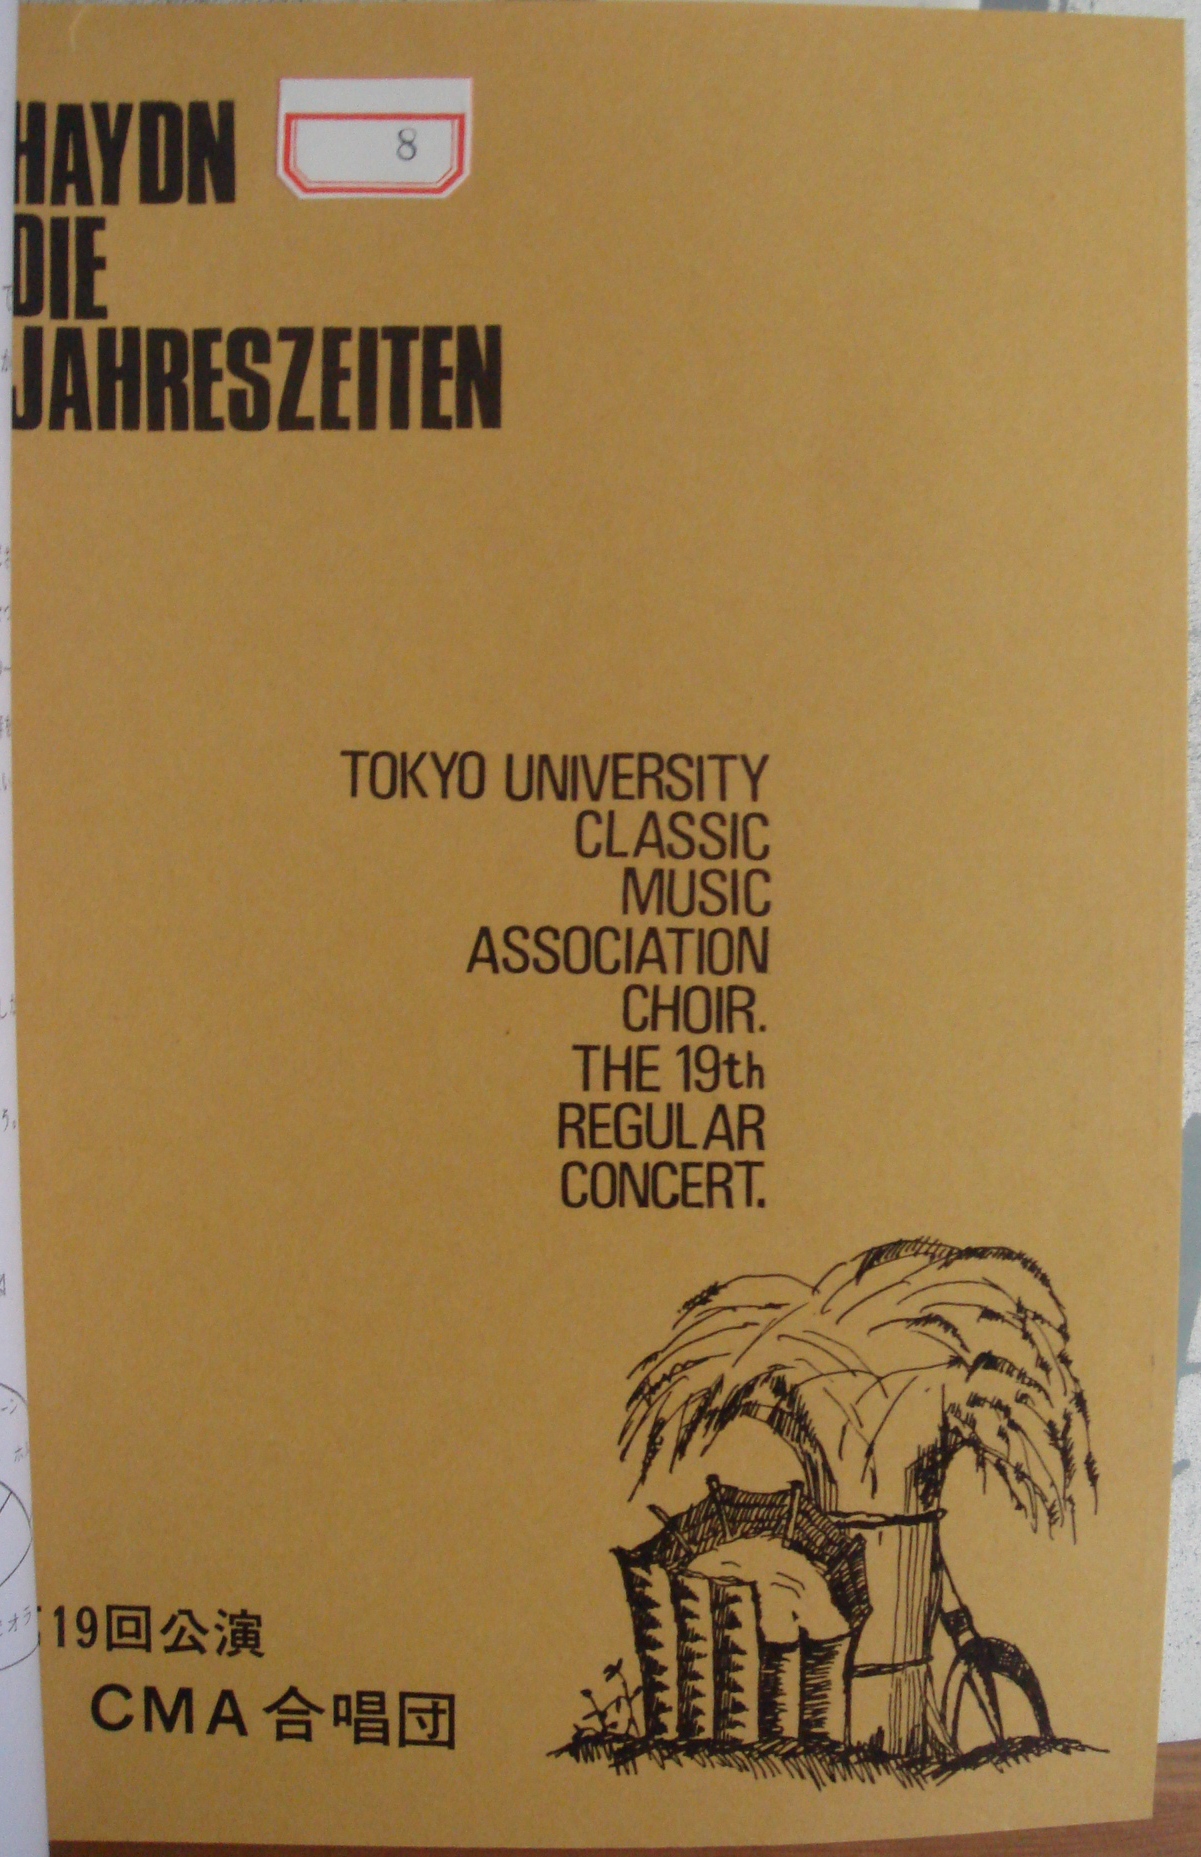 HAYDN
8
DIE
JAHRESZEITEN
TOKYO UNIVERSITY
CLASSIC
MUSIC
ASSOCIATION
CHOIR.
THE 19th
REGULAR
CONCERT.
19回公演
CMA合唱団